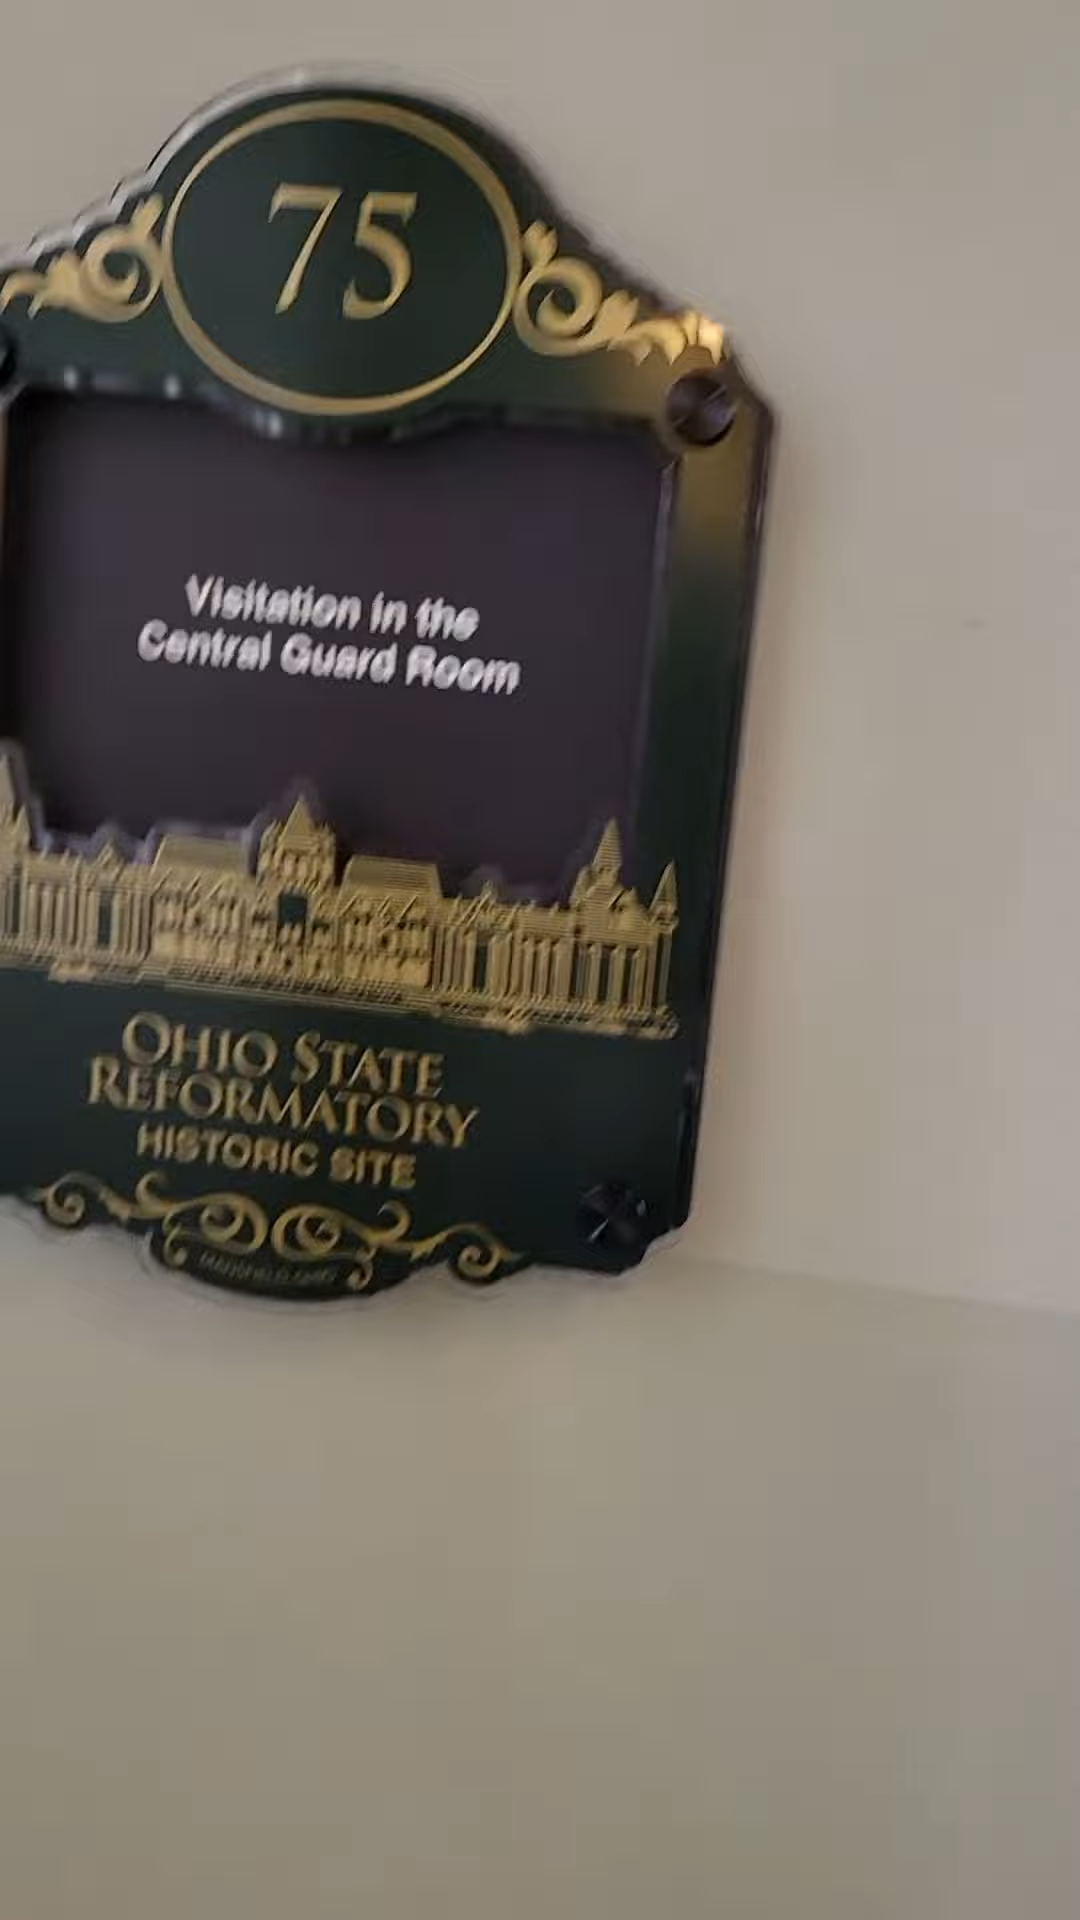 75
Visitation in the
Central Guard Room
OHIO STATE
REFORMATORY
HISTORIC SITE